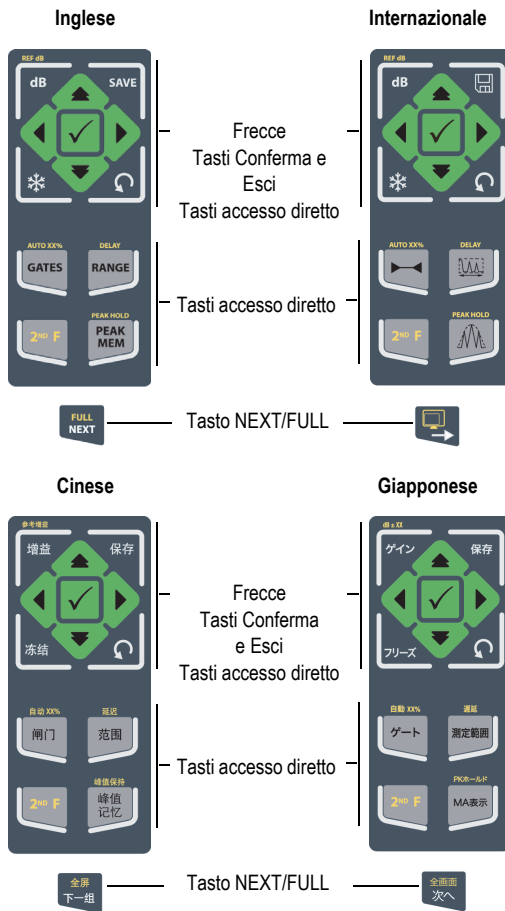 Inglese
Internazionale
REF dB
dB
SAVE
REF dB
dB
Frecce
Tasti Conferma e
Esci
Tasti accesso diretto
AUTO XX%
DELAY
GATES
RANGE
PEAK HOLD
2ND F
PEAK
MEM
Tasti accesso diretto
AUTO XX%
DELAY
PEAK HOLD
2ND F
FULL
NEXT
Tasto NEXT/FULL
Cinese
Giapponese
参考增益
增益
保存
冻结
dB ± XX
ゲイン
保存
フリーズ
Frecce
Tasti Conferma
e Esci
Tasti accesso diretto
自动 XX%
延迟
闸门
范围
峰值保持
2ND F
峰值
记忆
Tasti accesso diretto
自動 XX%
遅延
ゲート
測定範囲
PKホールド
2ND F
MA表示
全屏
下一组
Tasto NEXT/FULL
全画面
次へ